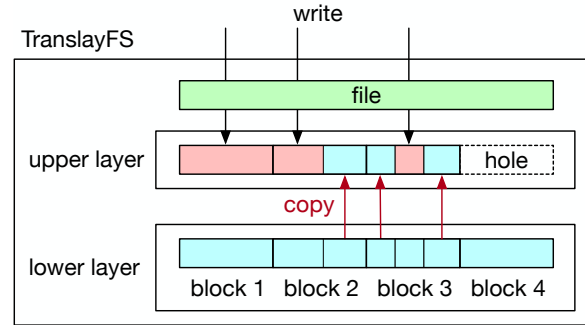 write
TranslayFS
file
upper layer
hole
copy
lower layer
block 1 block 2 block 3 block 4